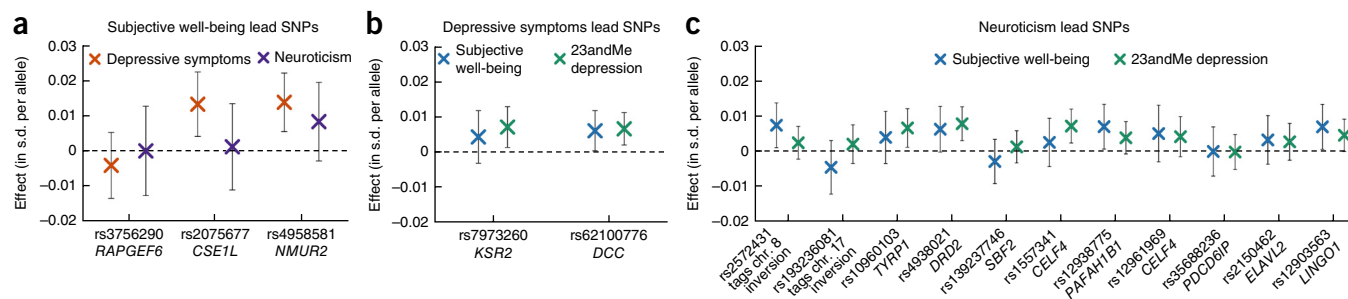 a
Subjective well-being lead SNPs
Effect (in s.d. per allele)
0.03
0.02
0.01
0
−0.01
−0.02
Depressive symptoms
Neuroticism
rs3756290
RAPGEF6
rs2075677
CSE1L
rs4958581
NMUR2
b
Depressive symptoms lead SNPs
Effect (in s.d. per allele)
0.03
0.02
0.01
0
−0.01
−0.02
Subjective
well-being
23andMe
depression
rs7973260
KSR2
rs62100776
DCC
c
Neuroticism lead SNPs
Effect (in s.d. per allele)
0.03
0.02
0.01
0
−0.01
−0.02
Subjective well-being
23andMe depression
rs2572431
tags chr. 8
inversion
rs193236081
tags chr. 17
inversion
rs10960103
TYRP1
rs4938021
DRD2
rs139237746
SBF2
rs1557341
CELF4
rs12938775
PAFAH1B1
rs12961969
CELF4
rs35688236
PDCD6IP
rs2150462
ELAVL2
rs12903563
LINGO1